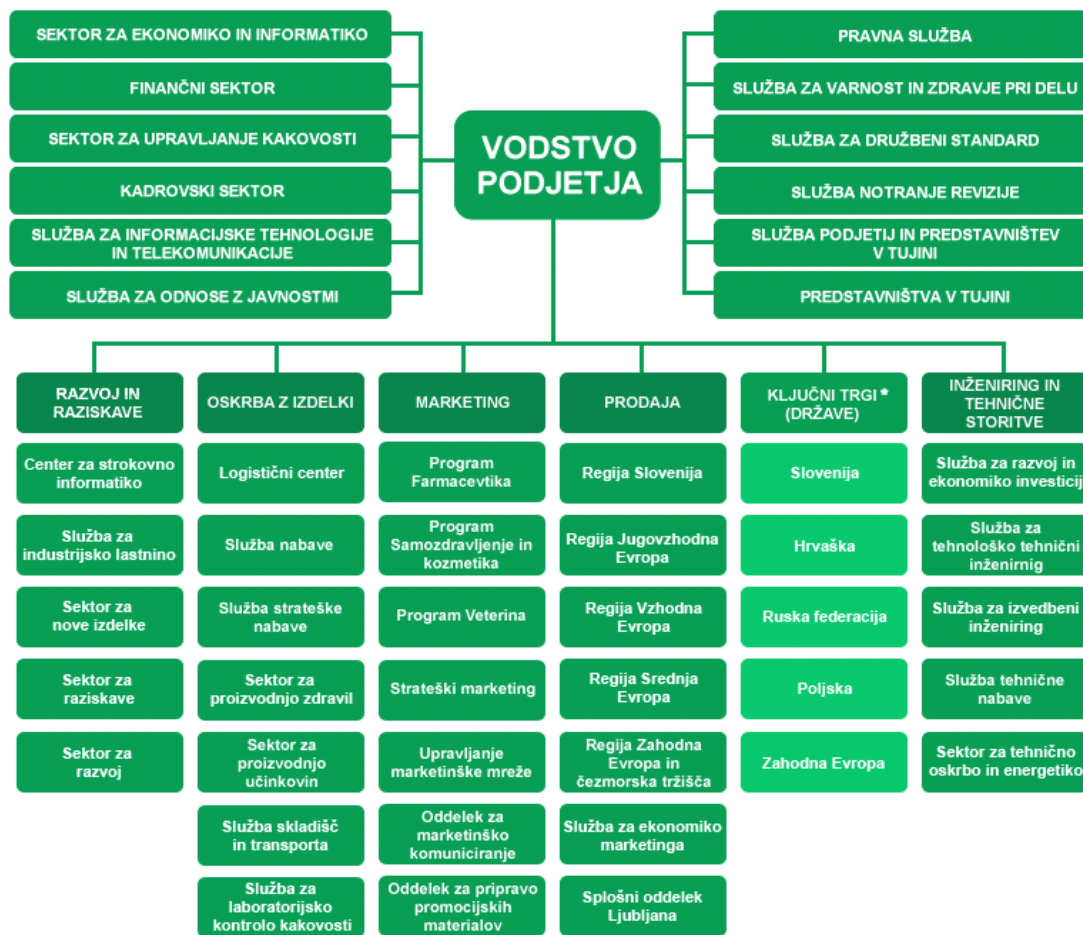 SEKTOR ZA EKONOMIKO IN INFORMATIKO
FINANČNI SEKTOR
SEKTOR ZA UPRAVLJANJE KAKOVOSTI
KADROVSKI SEKTOR
SLUŽBA ZA INFORMACIJSKE TEHNOLOGIJE
IN TELEKOMUNIKACIJE
SLUŽBA ZA ODNOSE Z JAVNOSTMI
VODSTVO
PODJETJA
PRAVNA SLUŽBA
SLUŽBA ZA VARNOST IN ZDRAVJE PRI DELU
SLUŽBA ZA DRUŽBENI STANDARD
SLUŽBA NOTRANJE REVIZIJE
SLUŽBA PODJETIJ IN PREDSTAVNIŠTEV
V TUJINI
PREDSTAVNIŠTVA V TUJINI
RAZVOJ IN
RAZISKAVE
Center za strokovno
informatiko
Služba za
industrijsko lastnino
Sektor za
nove izdelke
Sektor za
raziskave
Sektor za
razvoj
OSKRBA Z IZDELKI
Logistični center
Služba nabave
Služba strateške
nabave
Sektor za
proizvodnjo zdravil
Sektor za
proizvodnjo
učinkovin
Služba skladišč
in transporta
Služba za
laboratorijsko
kontrolo kakovosti
MARKETING
Program
Farmacevtika
Program
Samozdravljenje in
kozmetika
Program Veterina
Strateški marketing
Upravljanje
marketinške mreže
Oddelek za
marketinško
komuniciranje
Oddelek za pripravo
promocijskih
materialov
PRODAJA
Regija Slovenija
Regija Jugovzhodna
Evropa
Regija Vzhodna
Evropa
Regija Srednja
Evropa
Regija Zahodna
Evropa in
čezmorska tržišča
Služba za ekonomiko
marketinga
Splošni oddelek
Ljubljana
KLJUČNI TRGI *
(DRŽAVE)
Slovenija
Hrvaška
Ruska federacija
Poljska
Zahodna Evropa
INŽENIRING IN
TEHNIČNE
STORITVE
Služba za razvoj in
ekonomiko investicij
Služba za
tehnološko tehnični
inženirnig
Služba za izvedbeni
inženiring
Služba tehnične
nabave
Sektor za tehnično
oskrbo in energetiko